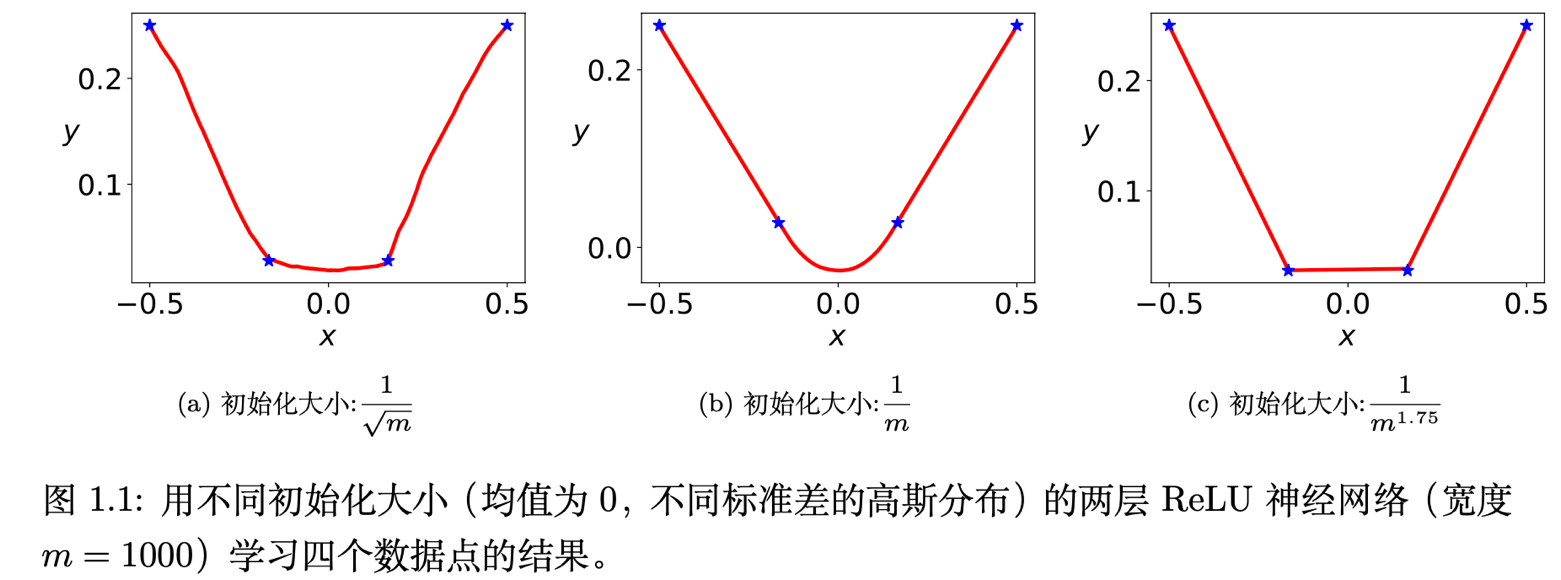 0.2
0.1
y
−0.5 0.0 0.5
x
(a) 初始化大小: 1/√m
0.2
0.0
y
−0.5 0.0 0.5
x
(b) 初始化大小: 1/m
0.2
0.1
y
−0.5 0.0 0.5
x
(c) 初始化大小: 1/m^1.75
图 1.1: 用不同初始化大小（均值为 0，不同标准差的高斯分布）的两层 ReLU 神经网络（宽度
m = 1000）学习四个数据点的结果。